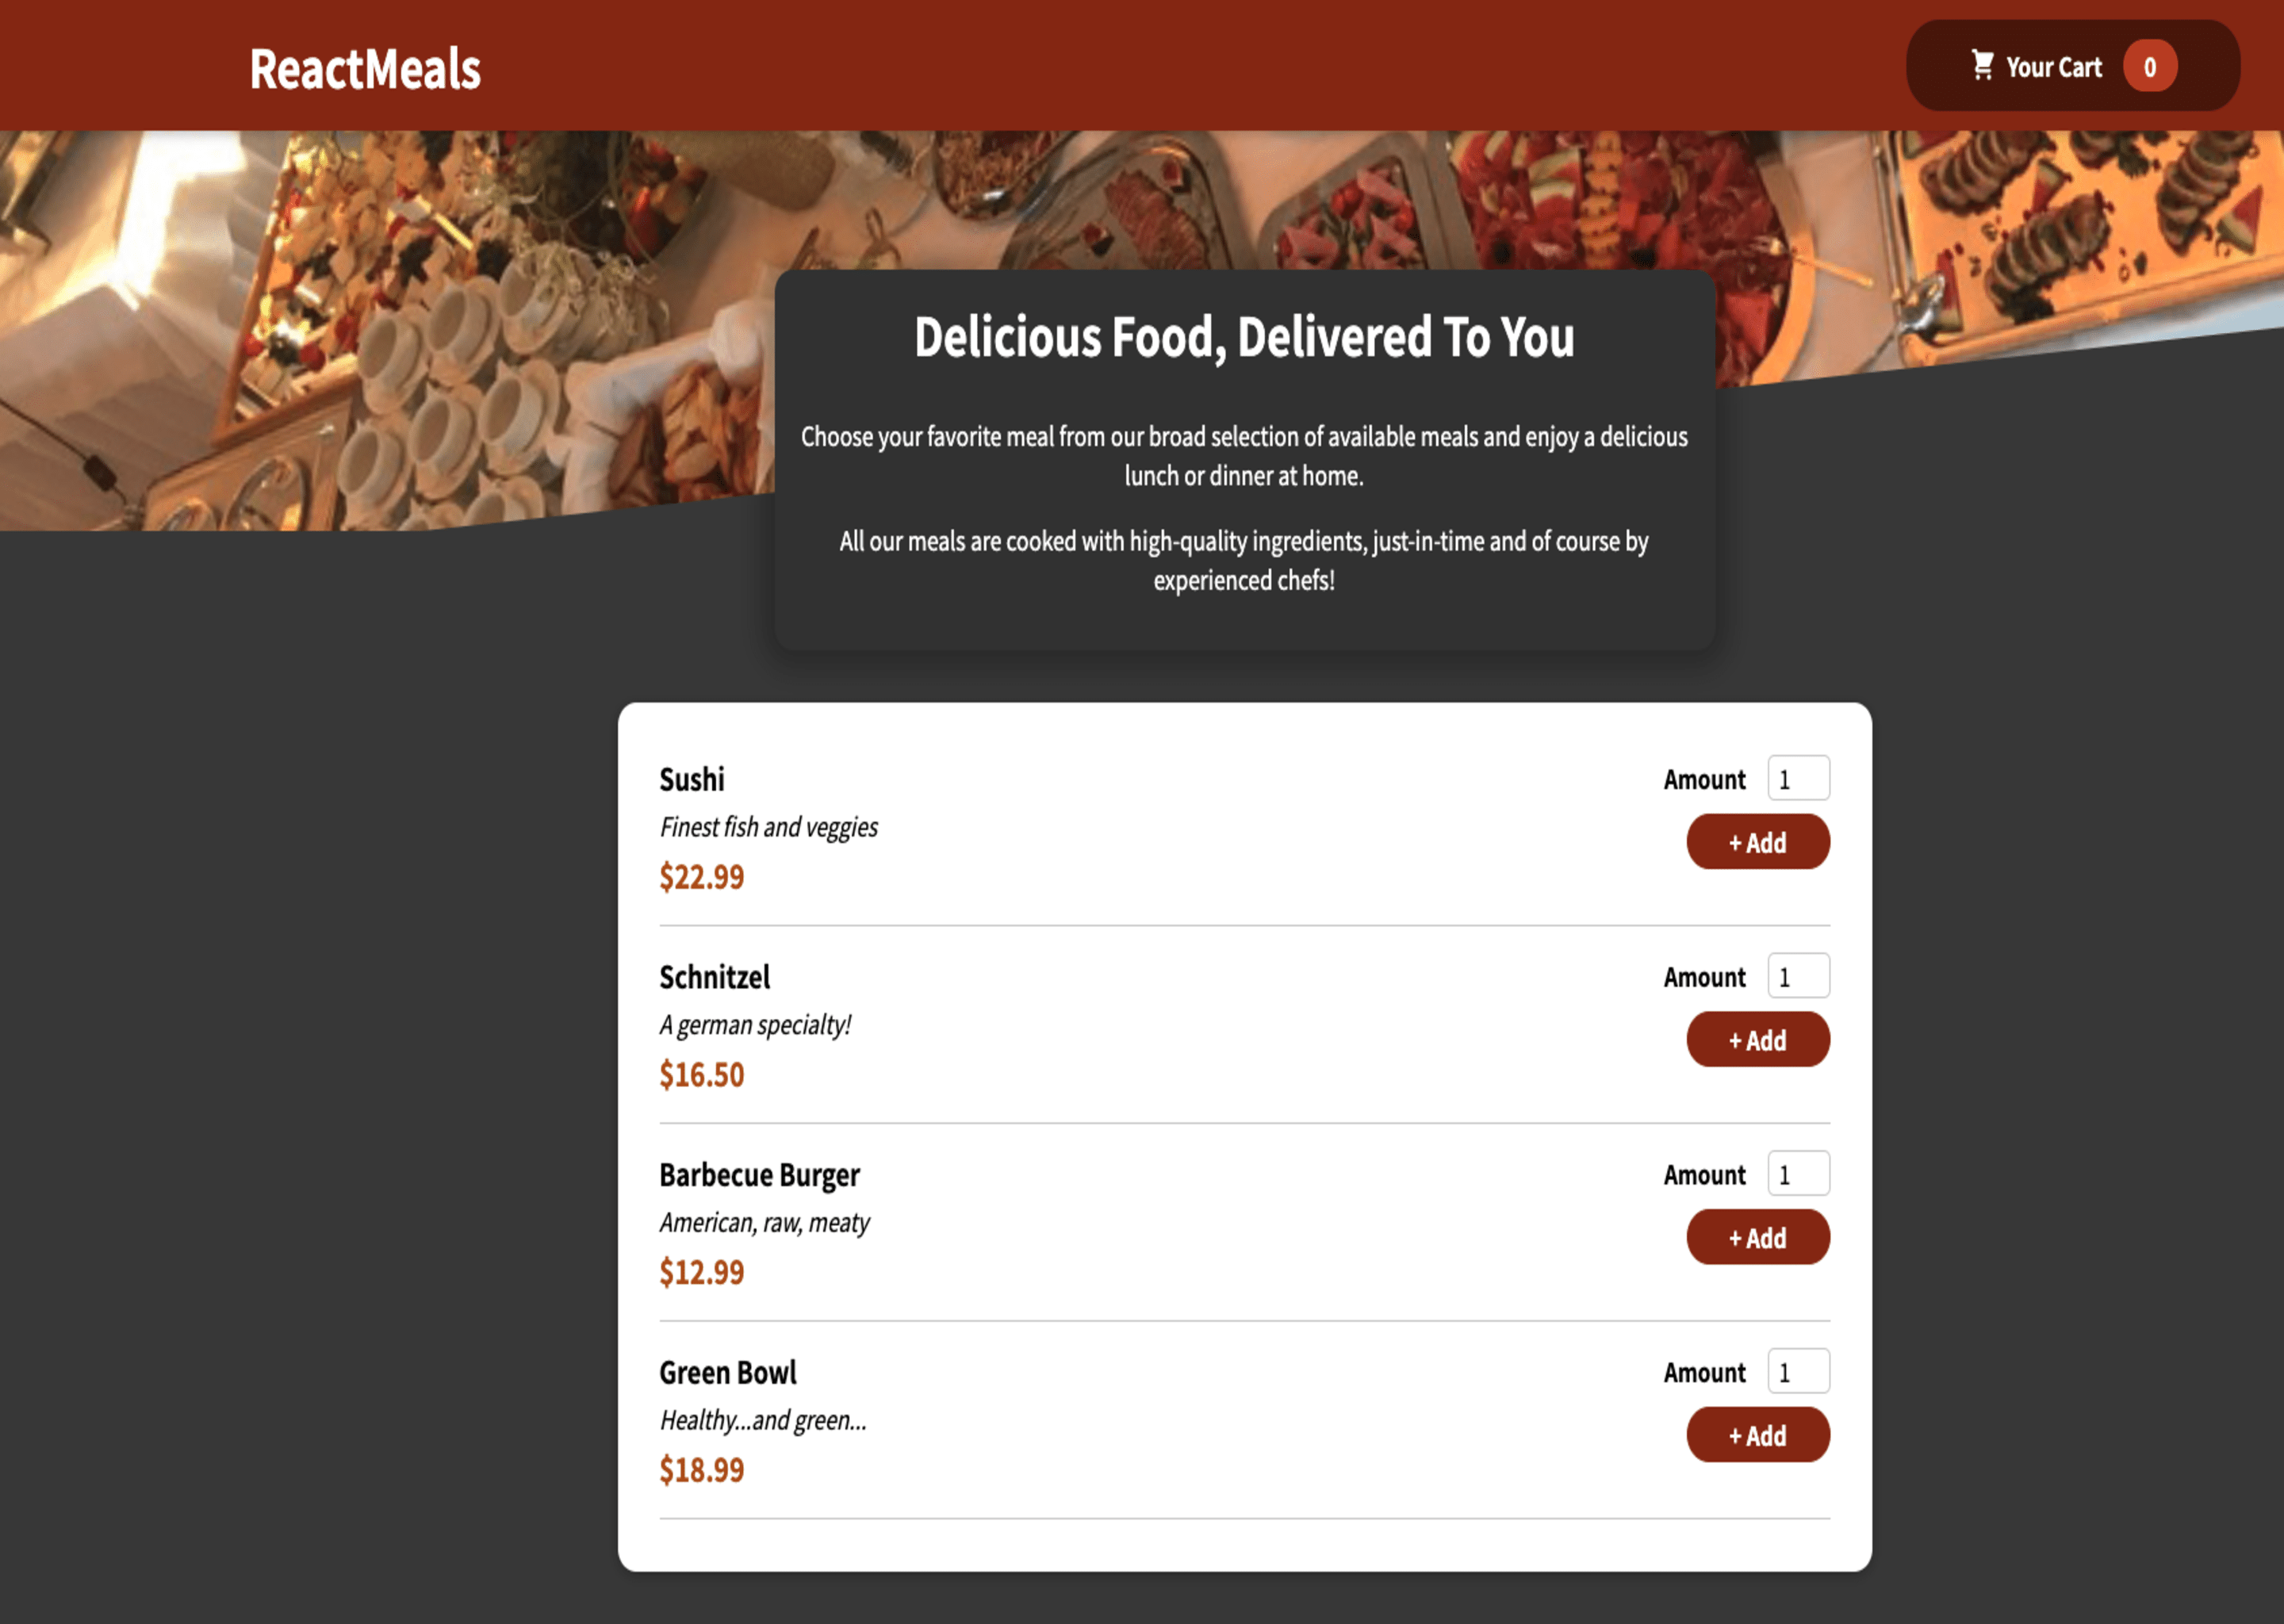 ReactMeals
Your Cart 0
Delicious Food, Delivered To You
Choose your favorite meal from our broad selection of available meals and enjoy a delicious
lunch or dinner at home.
All our meals are cooked with high-quality ingredients, just-in-time and of course by
experienced chefs!
Sushi
Finest fish and veggies
$22.99
Amount 1
+ Add
Schnitzel
A german specialty!
$16.50
Amount 1
+ Add
Barbecue Burger
American, raw, meaty
$12.99
Amount 1
+ Add
Green Bowl
Healthy...and green...
$18.99
Amount 1
+ Add